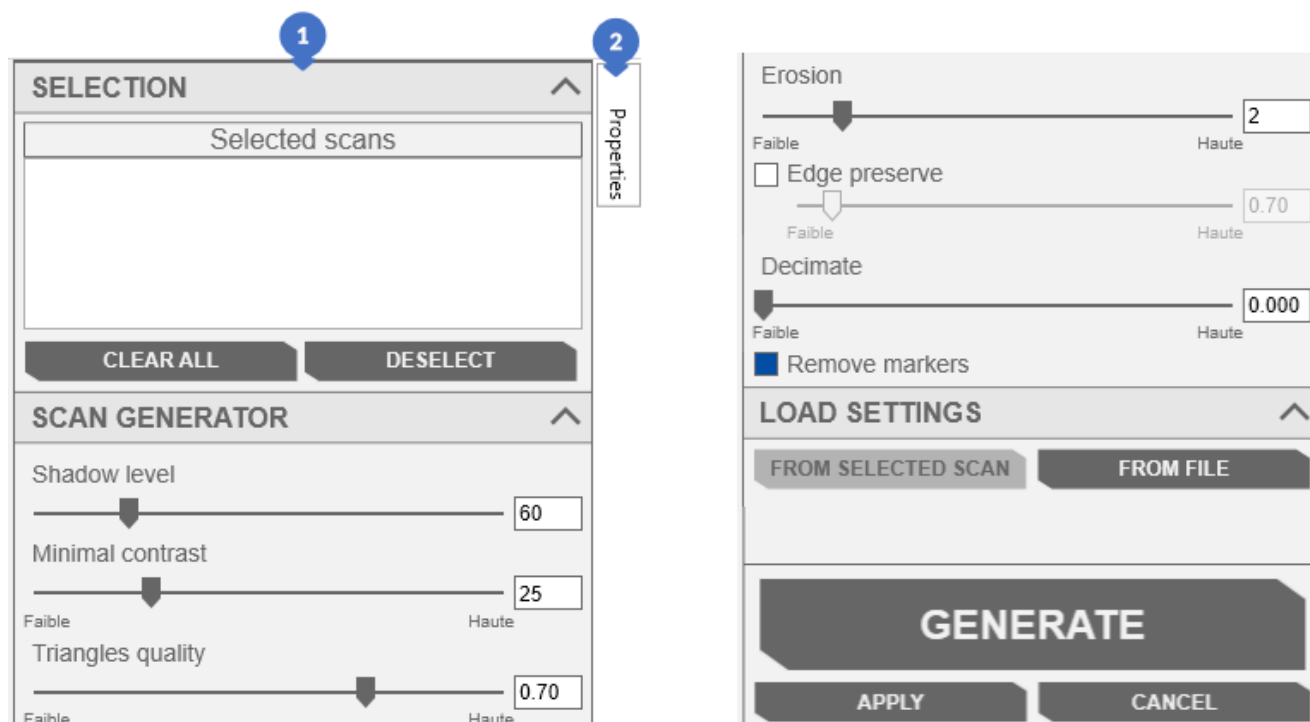 1
2
SELECTION
Properties
Selected scans
CLEAR ALL DESELECT
SCAN GENERATOR
Shadow level
60
Minimal contrast
25
Faible Haute
Triangles quality
0.70
Faible Haute
Erosion
2
Faible Haute
Edge preserve
0.70
Faible Haute
Decimate
0.000
Faible Haute
Remove markers
LOAD SETTINGS
FROM SELECTED SCAN FROM FILE
GENERATE
APPLY CANCEL